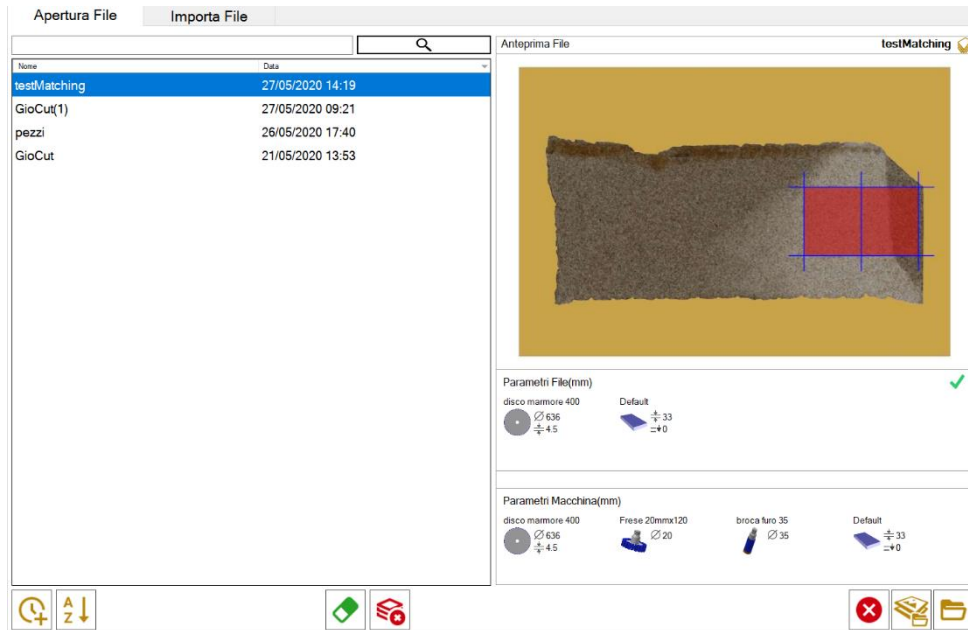 Apertura File
Importa File
Nome
Data
testMatching
27/05/2020 14:19
GioCut(1)
27/05/2020 09:21
pezzi
26/05/2020 17:40
GioCut
21/05/2020 13:53
Anteprima File
testMatching
Parametri File(mm)
disco marmore 400
Default
Ø 636
4.5
33
0
Parametri Macchina(mm)
disco marmore 400
Frese 20mmx120
broca furo 35
Default
Ø 636
4.5
Ø 20
Ø 35
33
0
A
Z